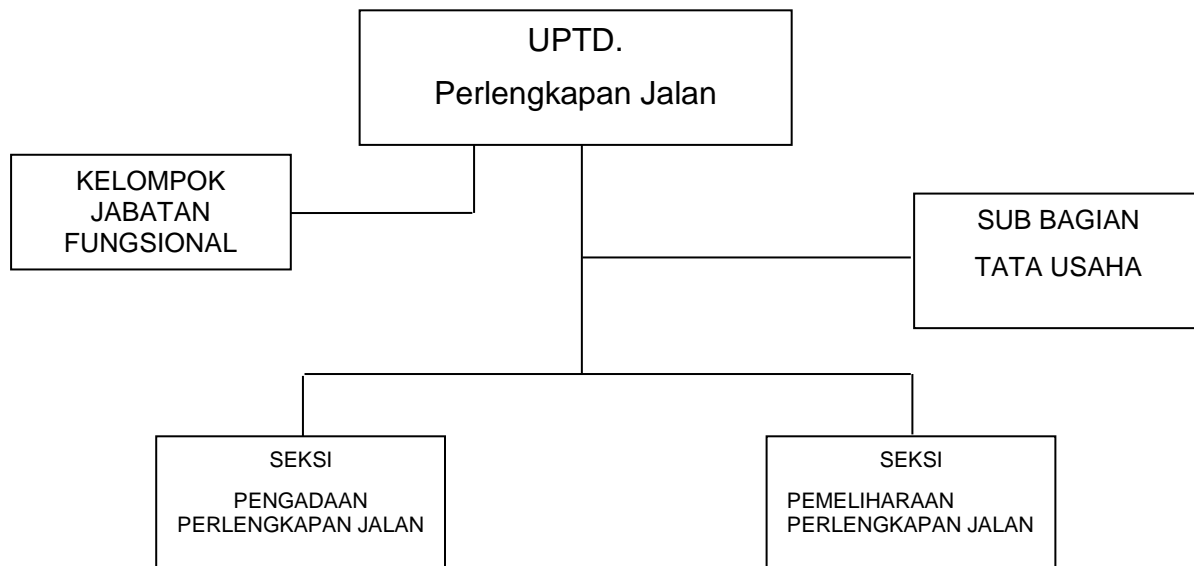 UPTD.
Perlengkapan Jalan
KELOMPOK
JABATAN
FUNGSIONAL
SUB BAGIAN
TATA USAHA
SEKSI
PENGADAAN
PERLENGKAPAN JALAN
SEKSI
PEMELIHARAAN
PERLENGKAPAN JALAN